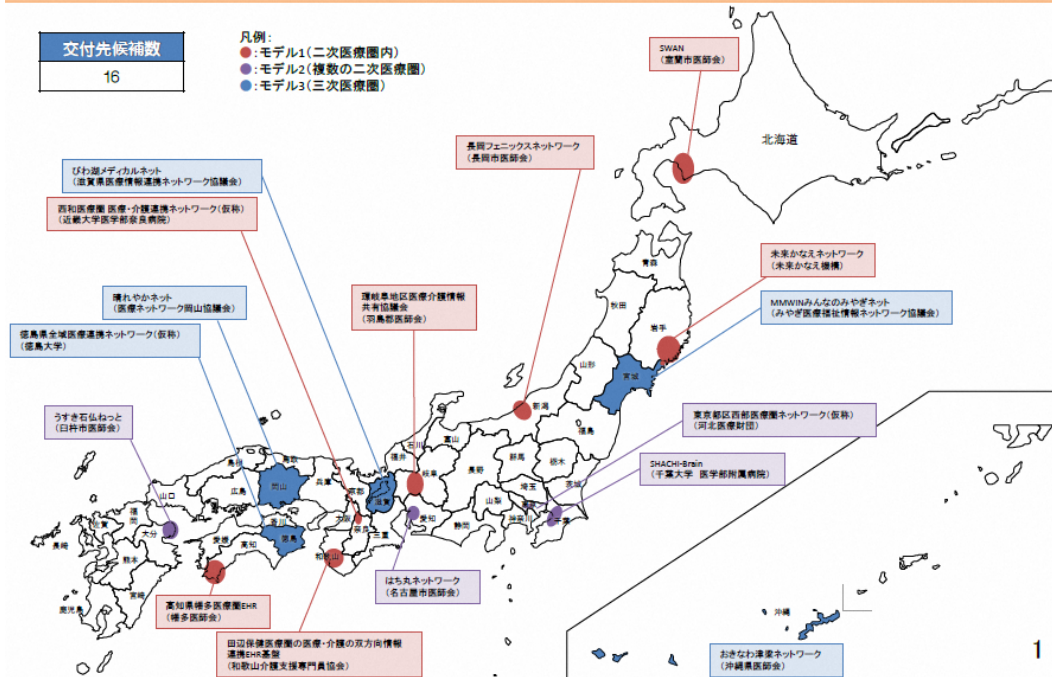 交付先候補数
16
凡例:
●:モデル1(二次医療圏内)
●:モデル2(複数の二次医療圏)
●:モデル3(三次医療圏)
SWAN
(室蘭市医師会)
北海道
長岡フェニックスネットワーク
(長岡市医師会)
びわ湖メディカルネット
(滋賀県医療情報連携ネットワーク協議会)
西和医療圏 医療・介護連携ネットワーク(仮称)
(近畿大学医学部奈良病院)
晴れやかネット
(医療ネットワーク岡山協議会)
徳島県全域医療連携ネットワーク(仮称)
(徳島大学)
環岐阜地区医療介護情報
共有協議会
(羽島郡医師会)
未来かなえネットワーク
(未来かなえ機構)
MMWINみんなのみやぎネット
(みやぎ医療福祉情報ネットワーク協議会)
うすき石仏ねっと
(臼杵市医師会)
東京都区西部医療圏ネットワーク(仮称)
(河北医療財団)
SHACHI-Brain
(千葉大学 医学部附属病院)
はち丸ネットワーク
(名古屋市医師会)
高知県幡多医療圏EHR
(幡多医師会)
田辺保健医療圏の医療・介護の双方向情報
連携EHR基盤
(和歌山介護支援専門員協会)
おきなわ津梁ネットワーク
(沖縄県医師会)
青森
秋田
岩手
山形
宮城
新潟
福島
石川
富山
福井
岐阜
長野
群馬
栃木
茨城
埼玉
山梨
神奈川
千葉
静岡
愛知
三重
滋賀
京都
奈良
大阪
和歌山
兵庫
鳥取
島根
岡山
広島
山口
香川
徳島
愛媛
高知
福岡
佐賀
長崎
大分
熊本
宮崎
鹿児島
沖縄
1